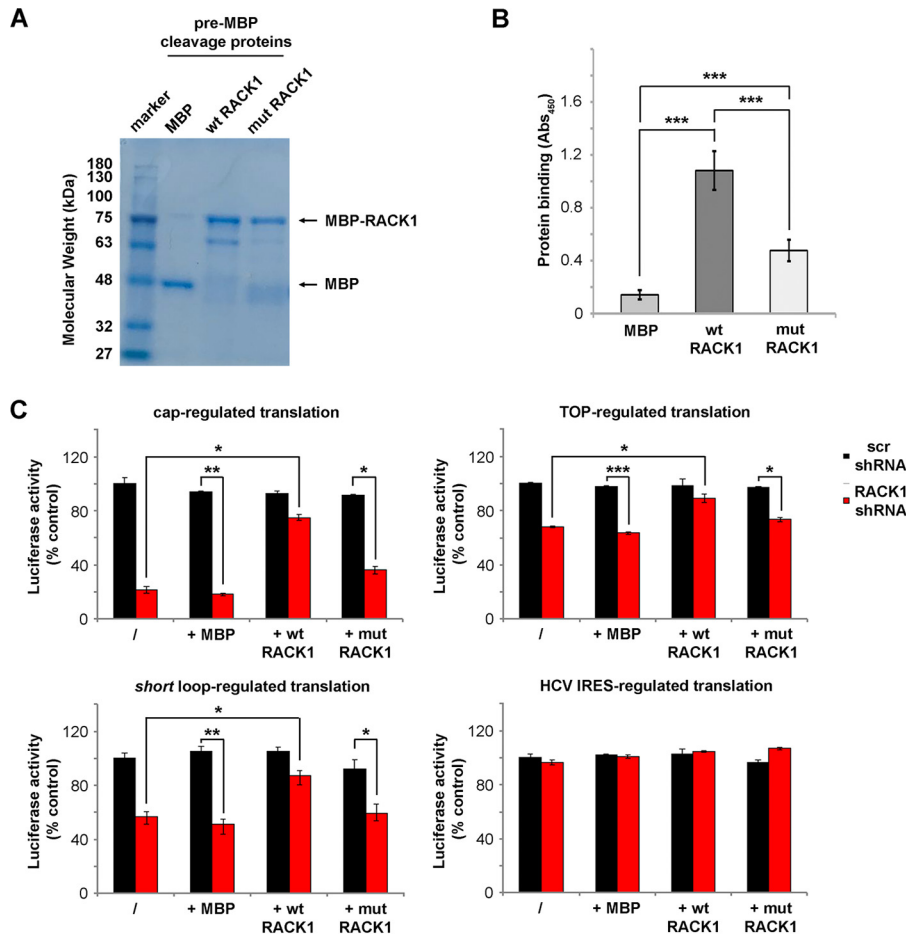 A
pre-MBP
cleavage proteins
marker
MBP
wt RACK1
mut RACK1
Molecular Weight (kDa)
180
130
100
75
63
48
32
27
MBP-RACK1
MBP
B
Protein binding (Abs450)
1.6
1.2
0.8
0.4
0
***
***
***
MBP
wt
RACK1
mut
RACK1
C
cap-regulated translation
Luciferase activity
(% control)
120
80
40
0
*
**
*
/
+ MBP
+ wt
RACK1
+ mut
RACK1
TOP-regulated translation
Luciferase activity
(% control)
120
80
40
0
*
***
*
/
+ MBP
+ wt
RACK1
+ mut
RACK1
scr
shRNA
RACK1
shRNA
short loop-regulated translation
Luciferase activity
(% control)
120
80
40
0
*
**
*
/
+ MBP
+ wt
RACK1
+ mut
RACK1
HCV IRES-regulated translation
Luciferase activity
(% control)
120
80
40
0
/
+ MBP
+ wt
RACK1
+ mut
RACK1